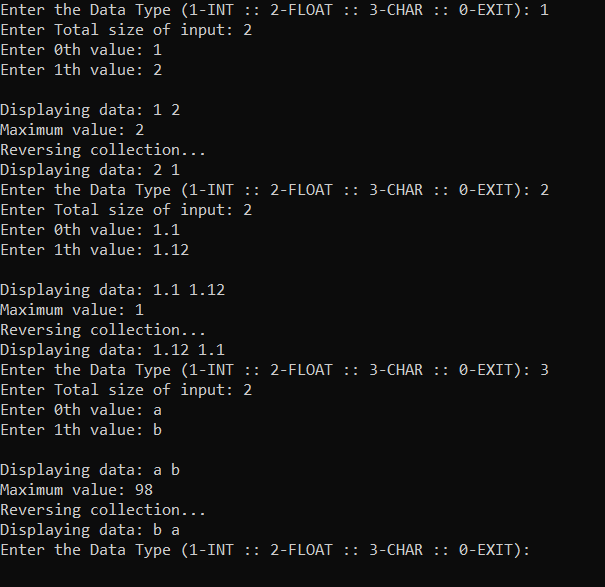 Enter the Data Type (1-INT :: 2-FLOAT :: 3-CHAR :: 0-EXIT): 1
Enter Total size of input: 2
Enter 0th value: 1
Enter 1th value: 2

Displaying data: 1 2
Maximum value: 2
Reversing collection...
Displaying data: 2 1
Enter the Data Type (1-INT :: 2-FLOAT :: 3-CHAR :: 0-EXIT): 2
Enter Total size of input: 2
Enter 0th value: 1.1
Enter 1th value: 1.12

Displaying data: 1.1 1.12
Maximum value: 1
Reversing collection...
Displaying data: 1.12 1.1
Enter the Data Type (1-INT :: 2-FLOAT :: 3-CHAR :: 0-EXIT): 3
Enter Total size of input: 2
Enter 0th value: a
Enter 1th value: b

Displaying data: a b
Maximum value: 98
Reversing collection...
Displaying data: b a
Enter the Data Type (1-INT :: 2-FLOAT :: 3-CHAR :: 0-EXIT):